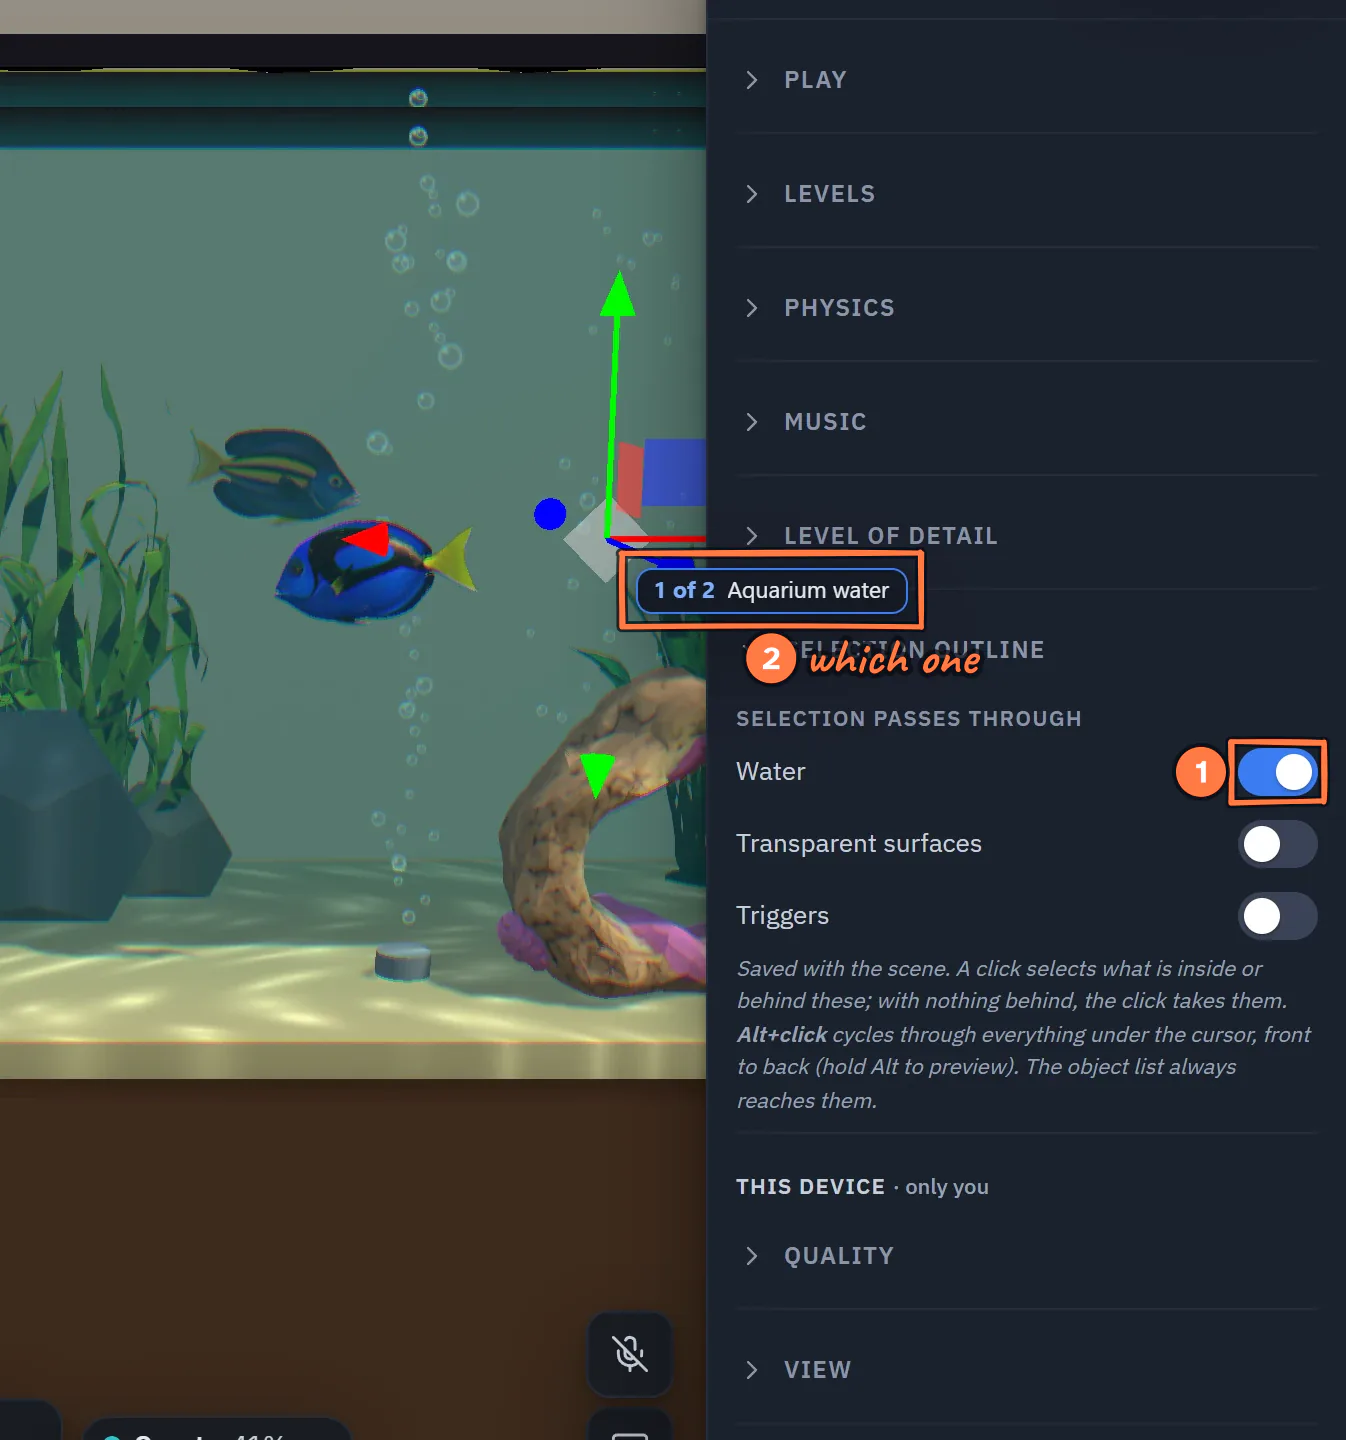 PLAY
LEVELS
PHYSICS
MUSIC
LEVEL OF DETAIL
1 of 2 Aquarium water
SELECTION OUTLINE
2 which one
SELECTION PASSES THROUGH
Water
1
Transparent surfaces
Triggers
Saved with the scene. A click selects what is inside or
behind these; with nothing behind, the click takes them.
Alt+click cycles through everything under the cursor, front
to back (hold Alt to preview). The object list always
reaches them.
THIS DEVICE · only you
QUALITY
VIEW